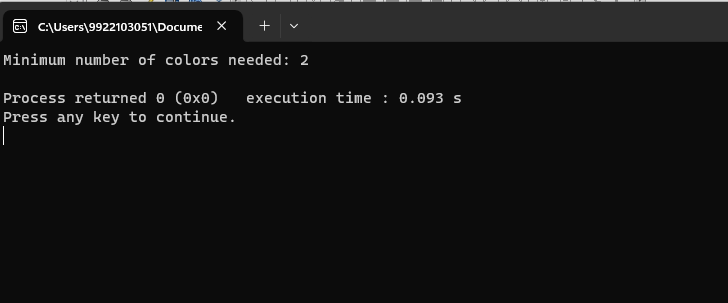 C:\Users\9922103051\Docume
Minimum number of colors needed: 2
Process returned 0 (0x0)   execution time : 0.093 s
Press any key to continue.